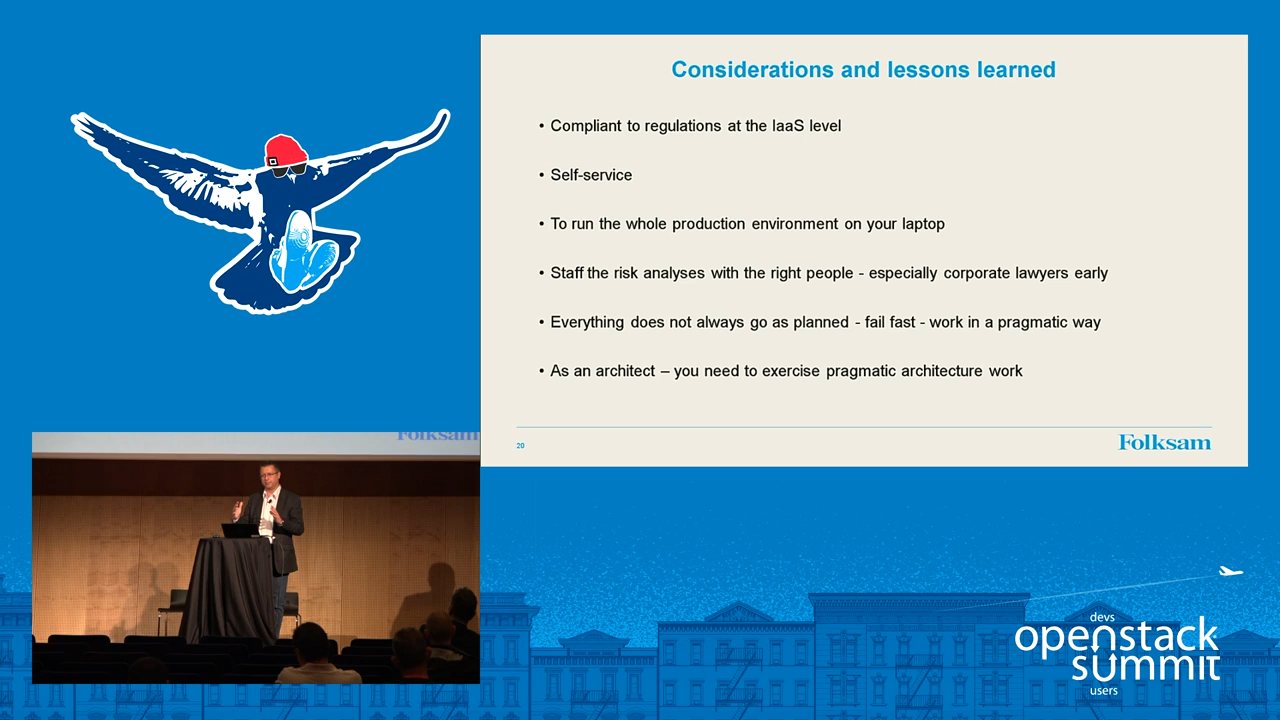 Considerations and lessons learned
• Compliant to regulations at the IaaS level
• Self-service
• To run the whole production environment on your laptop
• Staff the risk analyses with the right people - especially corporate lawyers early
• Everything does not always go as planned - fail fast - work in a pragmatic way
• As an architect – you need to exercise pragmatic architecture work
20
Folksam
Folksam
devs
openstack
summit
users